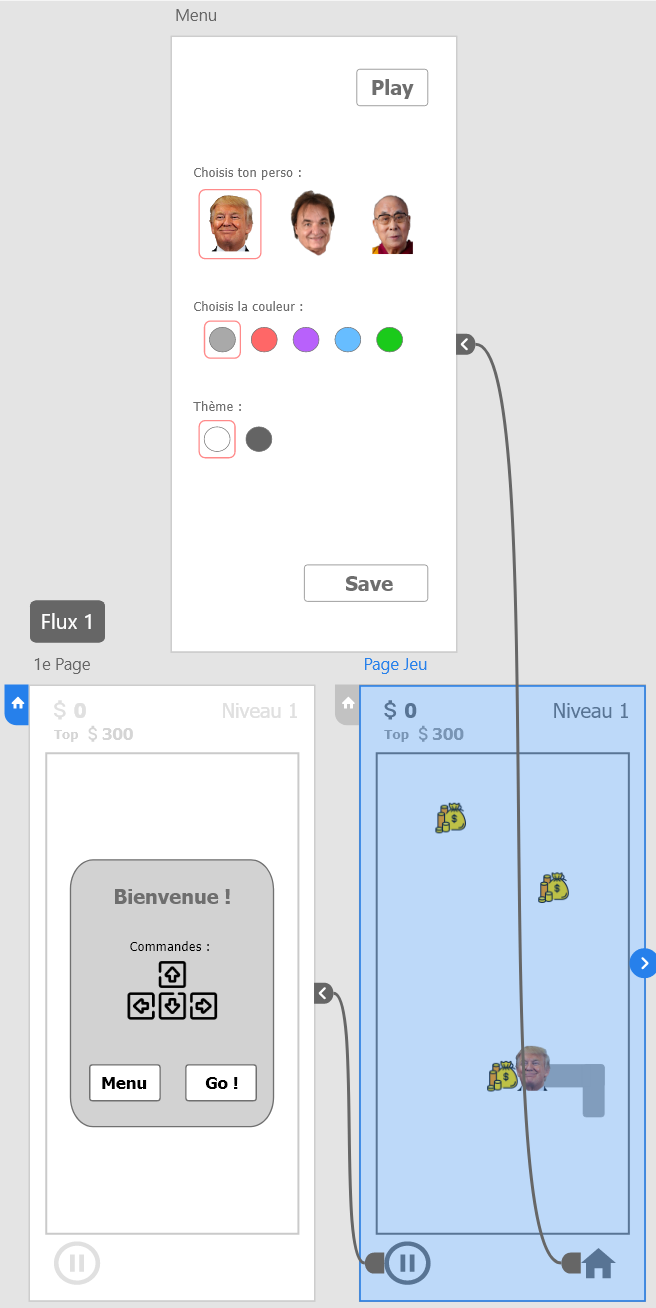 Menu
Play
Choisis ton perso :
Choisis la couleur :
Thème :
Save
Flux 1
1e Page
$ 0
Niveau 1
Top $ 300
Bienvenue !
Commandes :
Menu
Go !
Page Jeu
$ 0
Niveau 1
Top $ 300